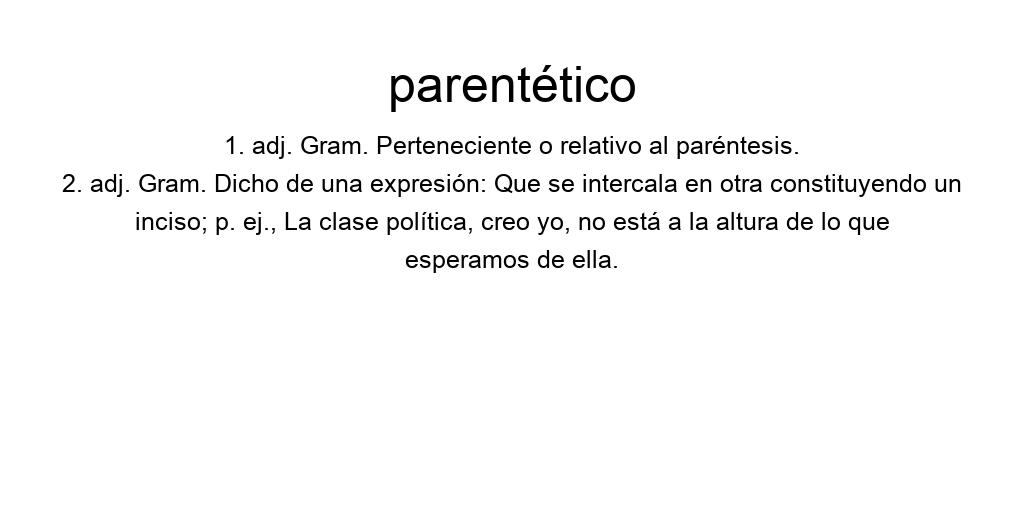 parentético
1. adj. Gram. Perteneciente o relativo al paréntesis.
2. adj. Gram. Dicho de una expresión: Que se intercala en otra constituyendo un
inciso; p. ej., La clase política, creo yo, no está a la altura de lo que
esperamos de ella.